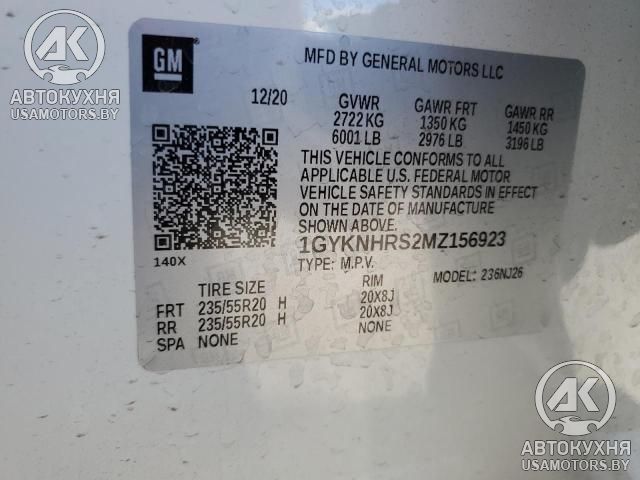 GM
MFD BY GENERAL MOTORS LLC
12/20
GVWR GAWR FRT GAWR RR
2722 KG 1350 KG 1450 KG
6001 LB 2976 LB 3196 LB
THIS VEHICLE CONFORMS TO ALL
APPLICABLE U.S. FEDERAL MOTOR
VEHICLE SAFETY STANDARDS IN EFFECT
ON THE DATE OF MANUFACTURE
SHOWN ABOVE.
1GYKNHRS2MZ156923
140X
TYPE: M.P.V.
MODEL: 236NJ26
TIRE SIZE RIM
FRT 235/55R20 H 20X8J
RR 235/55R20 H 20X8J
SPA NONE NONE
АК
АВТОКУХНЯ
USAMOTORS.BY
АК
АВТОКУХНЯ
USAMOTORS.BY